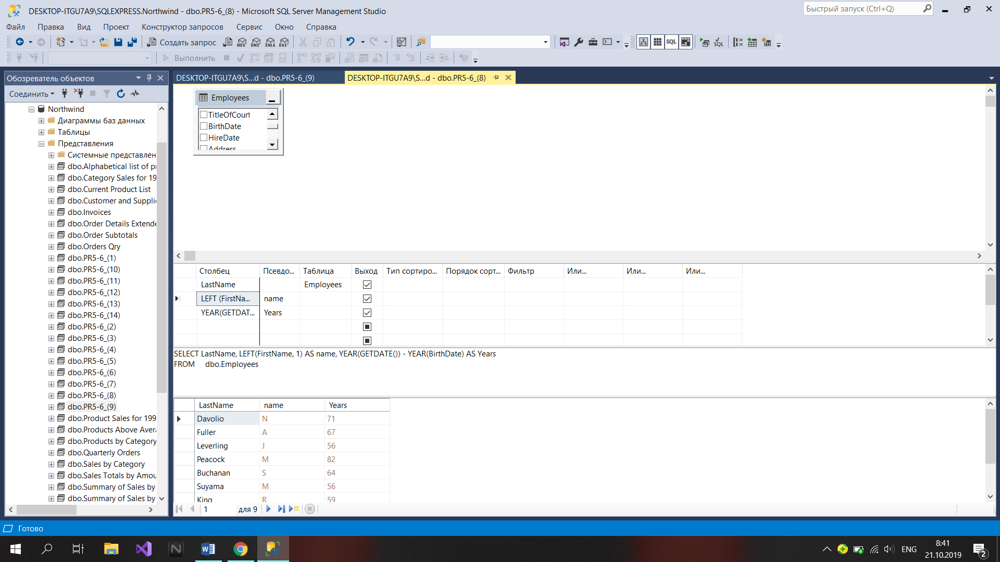 DESKTOP-ITGU7A9\SQLEXPRESS.Northwind - dbo.PR5-6_(8) - Microsoft SQL Server Management Studio
Быстрый запуск (Ctrl+Q)
Файл Правка Вид Проект Конструктор запросов Сервис Окно Справка
Создать запрос MDX DMX XMLA DAX SQL SQL
Выполнить
Обозреватель объектов
DESKTOP-ITGU7A9\S...d - dbo.PR5-6_(9)
DESKTOP-ITGU7A9\S...d - dbo.PR5-6_(8)
Соединить
Northwind
Диаграммы баз данных
Таблицы
Представления
Системные представлен
dbo.Alphabetical list of p
dbo.Category Sales for 19
dbo.Current Product List
dbo.Customer and Supplie
dbo.Invoices
dbo.Order Details Extende
dbo.Order Subtotals
dbo.Orders Qry
dbo.PR5-6_(1)
dbo.PR5-6_(10)
dbo.PR5-6_(11)
dbo.PR5-6_(12)
dbo.PR5-6_(13)
dbo.PR5-6_(14)
dbo.PR5-6_(2)
dbo.PR5-6_(3)
dbo.PR5-6_(4)
dbo.PR5-6_(5)
dbo.PR5-6_(6)
dbo.PR5-6_(7)
dbo.PR5-6_(8)
dbo.PR5-6_(9)
dbo.Product Sales for 199
dbo.Products Above Avera
dbo.Products by Category
dbo.Quarterly Orders
dbo.Sales by Category
dbo.Sales Totals by Amou
dbo.Summary of Sales by
dbo.Summary of Sales by
Employees
TitleOfCourt
BirthDate
HireDate
Address
Столбец Псевдо... Таблица Выход Тип сортиро... Порядок сорт... Фильтр Или... Или... Или...
LastName Employees
LEFT (FirstNa... name
YEAR(GETDAT... Years
SELECT LastName, LEFT(FirstName, 1) AS name, YEAR(GETDATE()) - YEAR(BirthDate) AS Years
FROM dbo.Employees
LastName name Years
Davolio N 71
Fuller A 67
Leverling J 56
Peacock M 82
Buchanan S 64
Suyama M 56
King R 59
1 для 9
Готово
ENG
8:41
21.10.2019
2